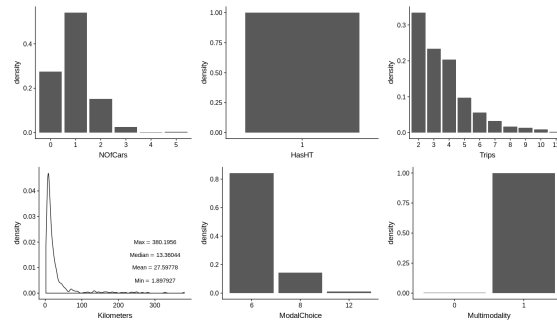 0.4
0.2
0.0
density
0 1 2 3 4 5
NOfCars
1.00
0.75
0.50
0.25
0.00
density
1
HasHT
0.3
0.2
0.1
0.0
density
2 3 4 5 6 7 8 9 10
Trips
0.04
0.03
0.02
0.01
0.00
density
Max = 380.1956
Median = 13.36044
Mean = 27.59778
Min = 1.897927
0 100 200 300
Kilometers
0.8
0.6
0.4
0.2
0.0
density
6 8 12
ModalChoice
1.00
0.75
0.50
0.25
0.00
density
0 1
Multimodality